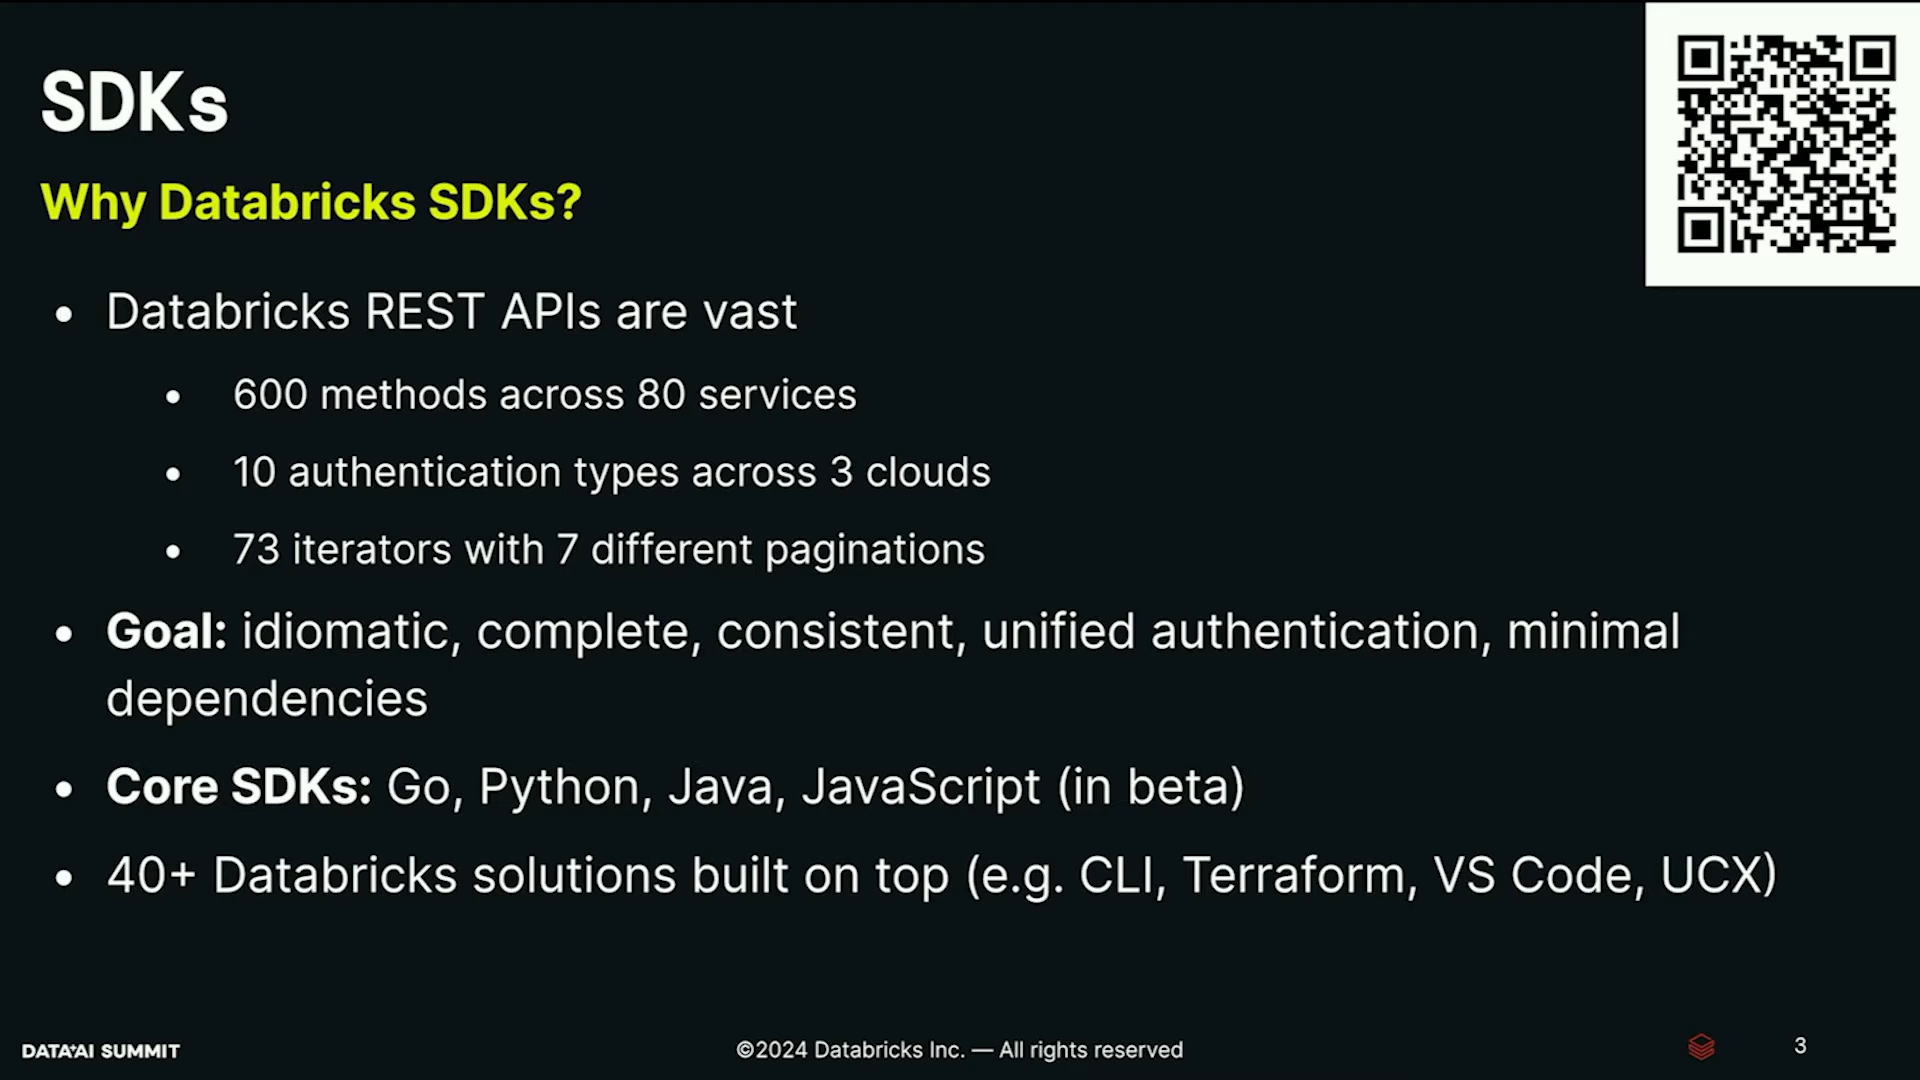 SDKs
Why Databricks SDKs?
• Databricks REST APIs are vast
• 600 methods across 80 services
• 10 authentication types across 3 clouds
• 73 iterators with 7 different paginations
• Goal: idiomatic, complete, consistent, unified authentication, minimal
dependencies
• Core SDKs: Go, Python, Java, JavaScript (in beta)
• 40+ Databricks solutions built on top (e.g. CLI, Terraform, VS Code, UCX)
DATA+AI SUMMIT
©2024 Databricks Inc. — All rights reserved
3